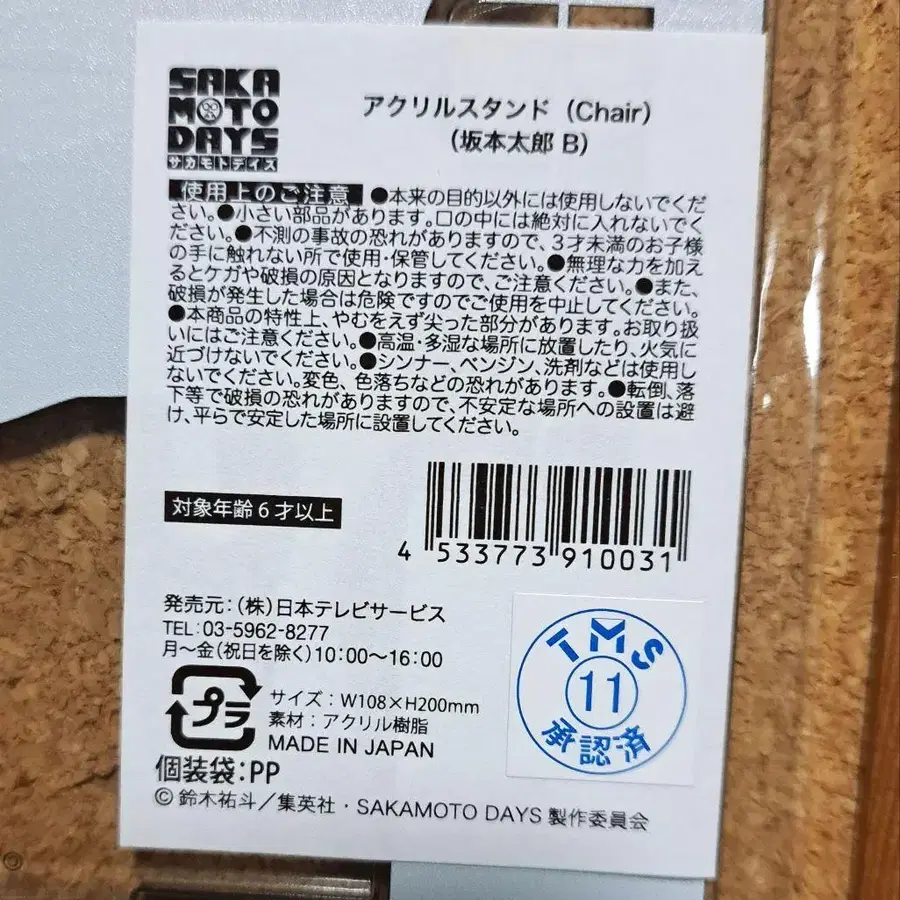 SAKA
MOTO
DAYS
サカモトデイズ
アクリルスタンド（Chair）
（坂本太郎 B）
使用上のご注意 ●本来の目的以外には使用しないでくだ
さい。●小さい部品があります。口の中には絶対に入れないでく
ださい。●不測の事故の恐れがありますので、3才未満のお子様
の手に触れない所で使用・保管してください。●無理な力を加え
るとケガや破損の原因となりますので、ご注意ください。●また、
破損が発生した場合は危険ですのでご使用を中止してください。
●本商品の特性上、やむをえず尖った部分があります。お取り扱
いにはご注意ください。●高温・多湿な場所に放置したり、火気に
近づけないでください。●シンナー、ベンジン、洗剤などは使用し
ないでください。変色、色落ちなどの恐れがあります。●転倒、落
下等で破損の恐れがありますので、不安定な場所への設置は避
け、平らで安定した場所に設置してください。
対象年齢6才以上
4 533773 910031
発売元：（株）日本テレビサービス
TEL：03-5962-8277
月～金（祝日を除く）10：00～16：00
プラ
サイズ：W108×H200mm
素材：アクリル樹脂
MADE IN JAPAN
個装袋：PP
TMS
11
承認済
© 鈴木祐斗／集英社・SAKAMOTO DAYS 製作委員会